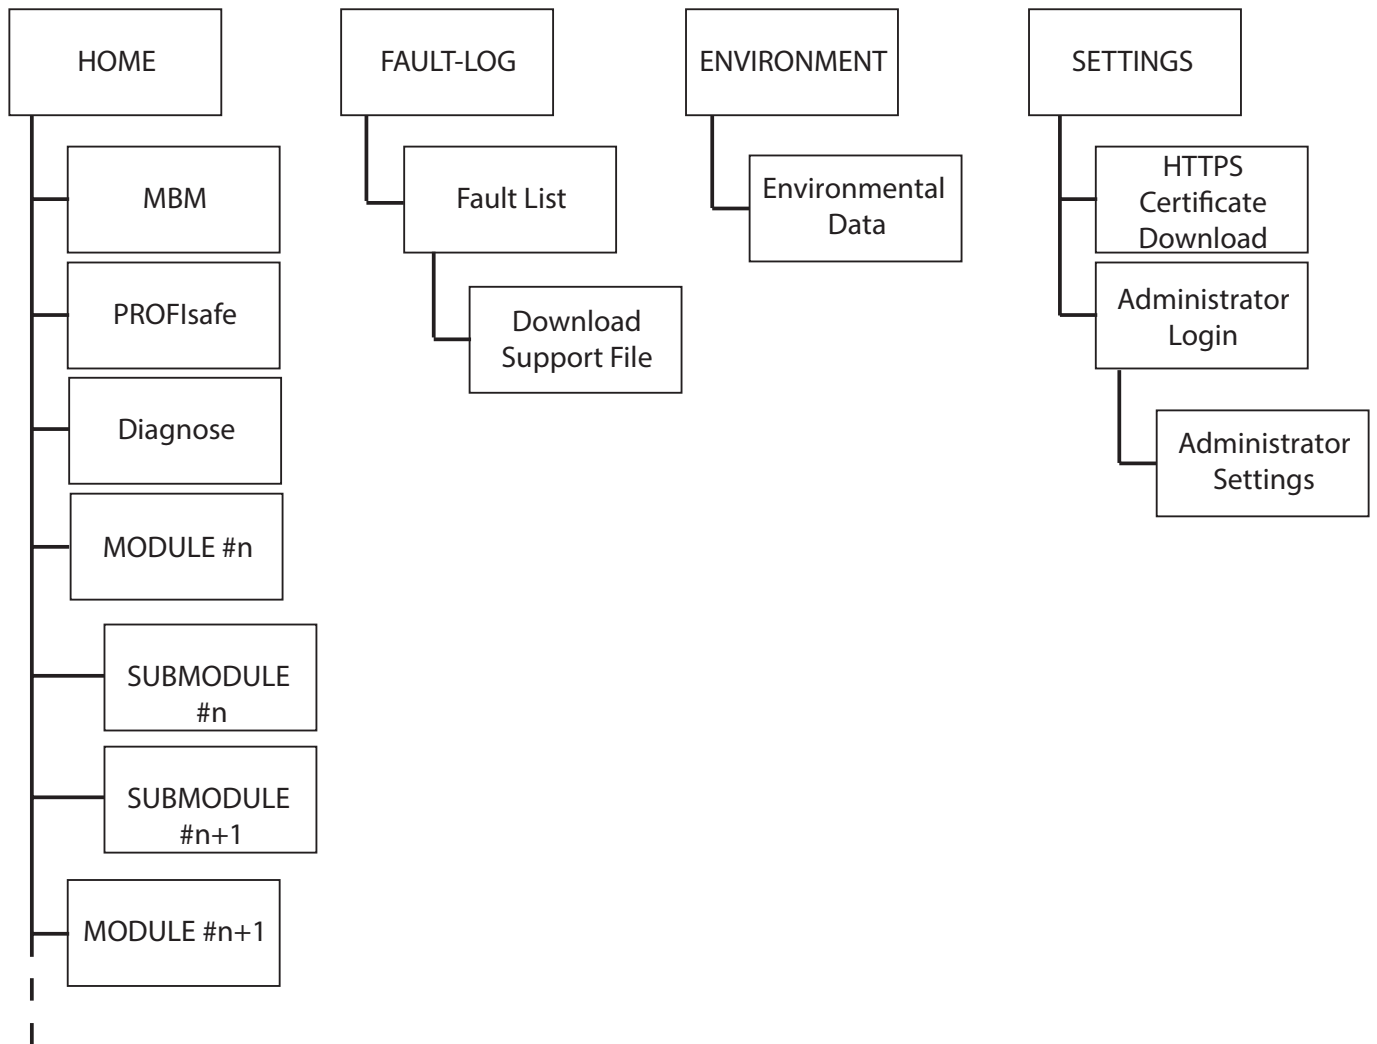 HOME
MBM
PROFIsafe
Diagnose
MODULE #n
SUBMODULE
#n
SUBMODULE
#n+1
MODULE #n+1
FAULT-LOG
Fault List
Download
Support File
ENVIRONMENT
Environmental
Data
SETTINGS
HTTPS
Certificate
Download
Administrator
Login
Administrator
Settings